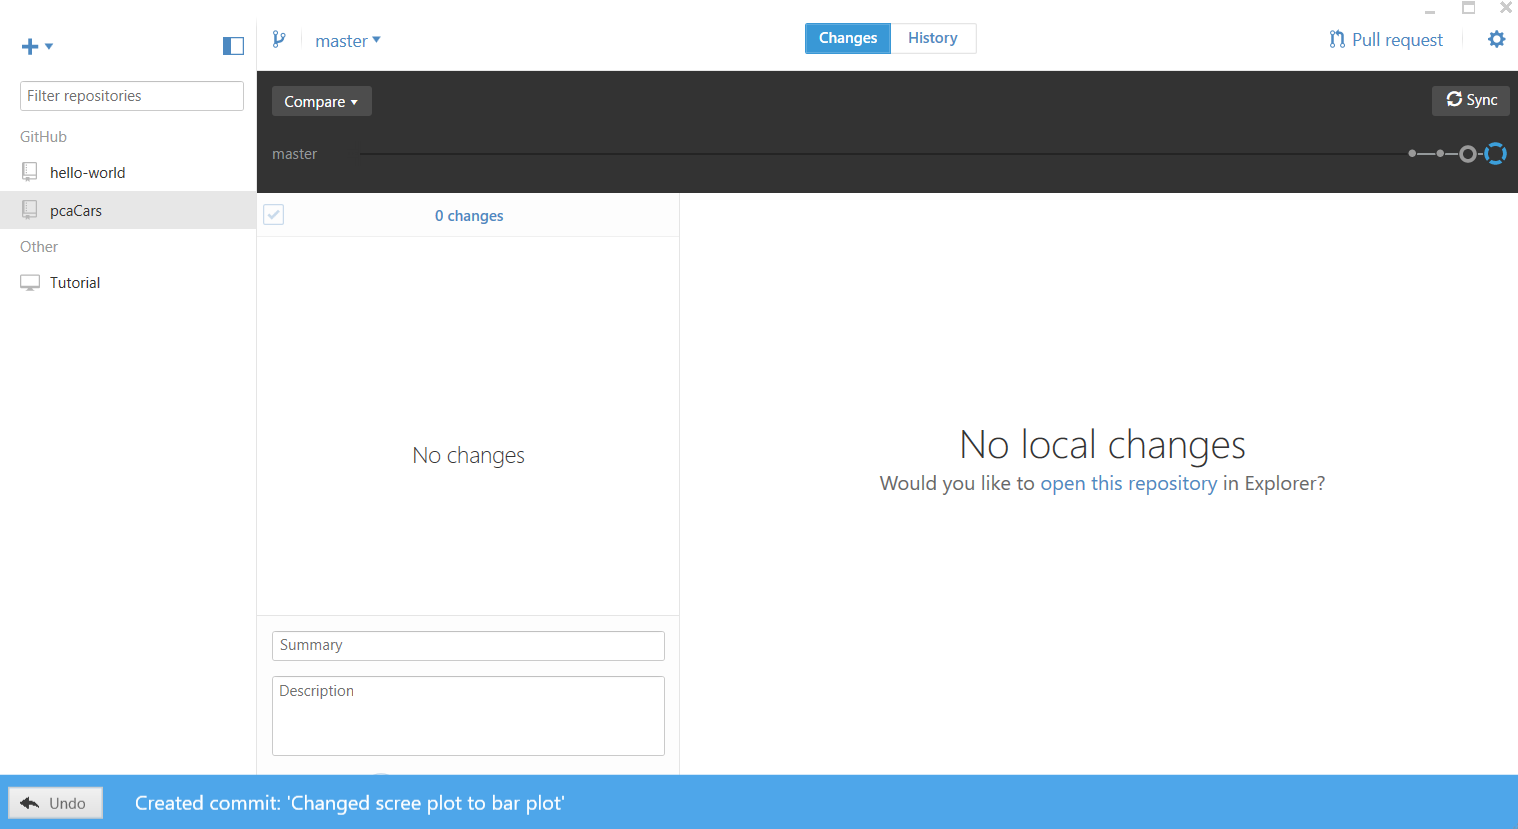 master
Changes
History
Pull request
Filter repositories
GitHub
hello-world
pcaCars
Other
Tutorial
Compare
Sync
master
0 changes
No changes
No local changes
Would you like to open this repository in Explorer?
Summary
Description
Undo
Created commit: 'Changed scree plot to bar plot'